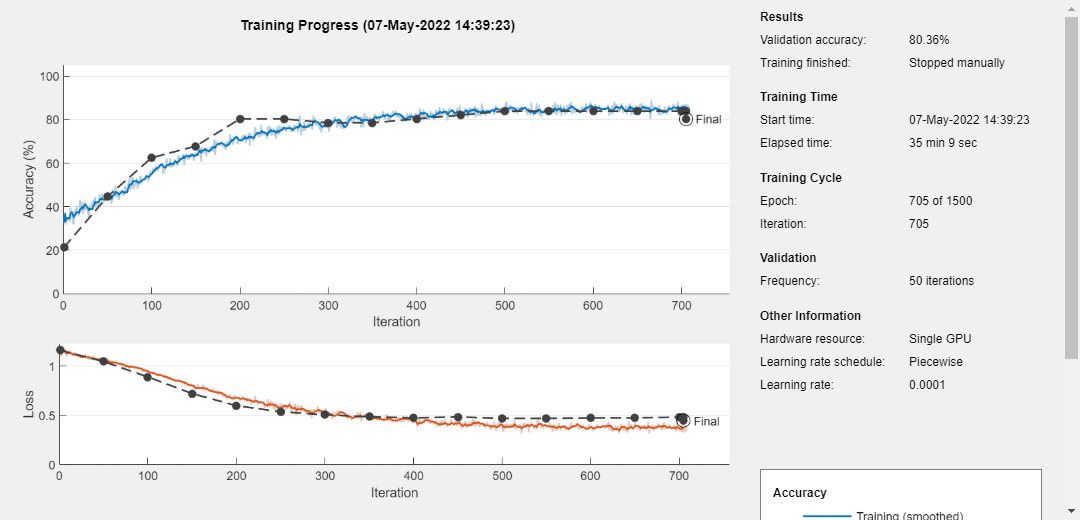 Training Progress (07-May-2022 14:39:23)
100
80
60
40
20
0
Accuracy (%)
Final
0 100 200 300 400 500 600 700
Iteration
1
0.5
0
Loss
Final
0 100 200 300 400 500 600 700
Iteration
Results
Validation accuracy: 80.36%
Training finished: Stopped manually
Training Time
Start time: 07-May-2022 14:39:23
Elapsed time: 35 min 9 sec
Training Cycle
Epoch: 705 of 1500
Iteration: 705
Validation
Frequency: 50 iterations
Other Information
Hardware resource: Single GPU
Learning rate schedule: Piecewise
Learning rate: 0.0001
Accuracy
Training (smoothed)